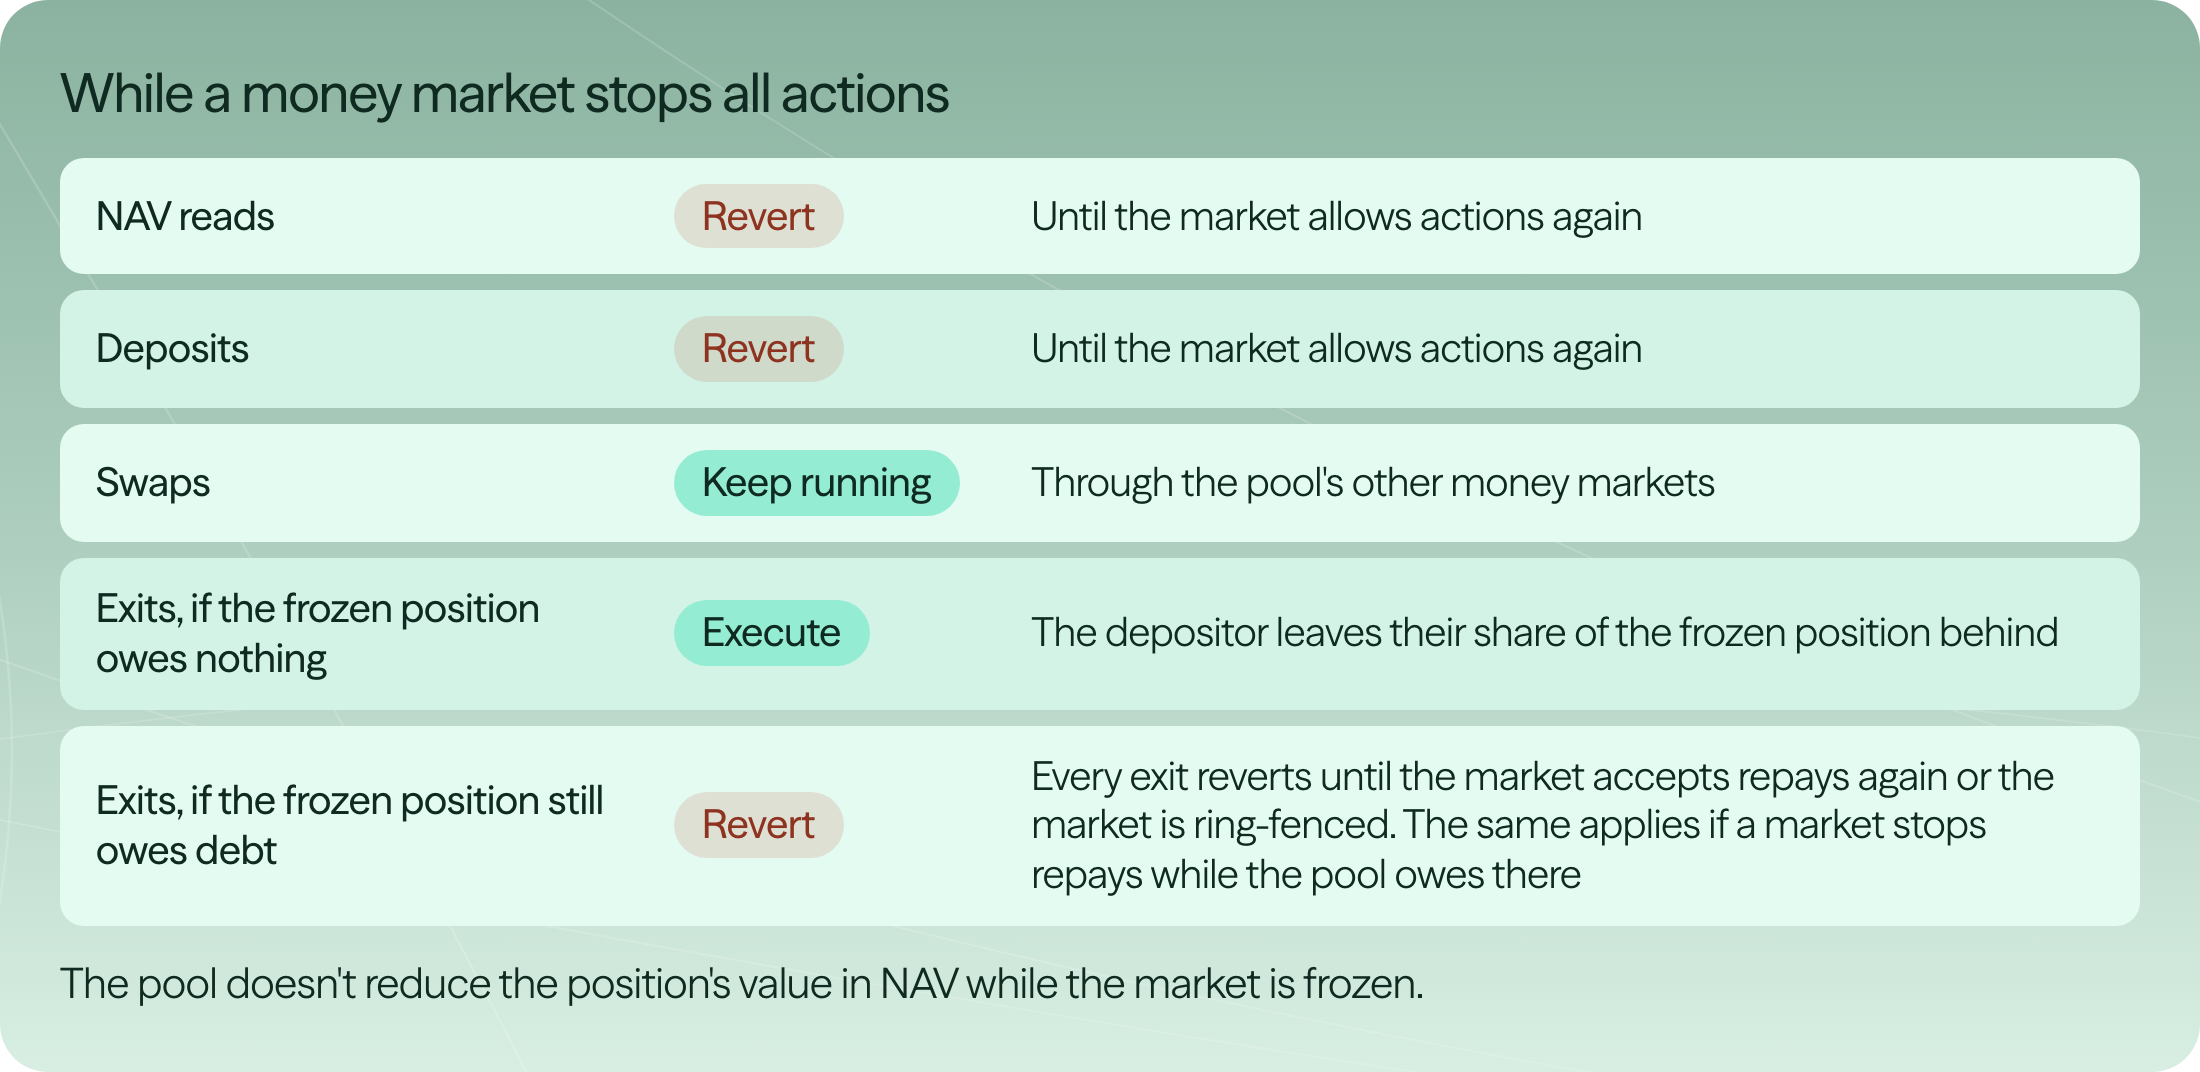 While a money market stops all actions
NAV reads
Revert
Until the market allows actions again
Deposits
Revert
Until the market allows actions again
Swaps
Keep running
Through the pool's other money markets
Exits, if the frozen position
owes nothing
Execute
The depositor leaves their share of the frozen position behind
Exits, if the frozen position still
owes debt
Revert
Every exit reverts until the market accepts repays again or the
market is ring-fenced. The same applies if a market stops
repays while the pool owes there
The pool doesn't reduce the position's value in NAV while the market is frozen.